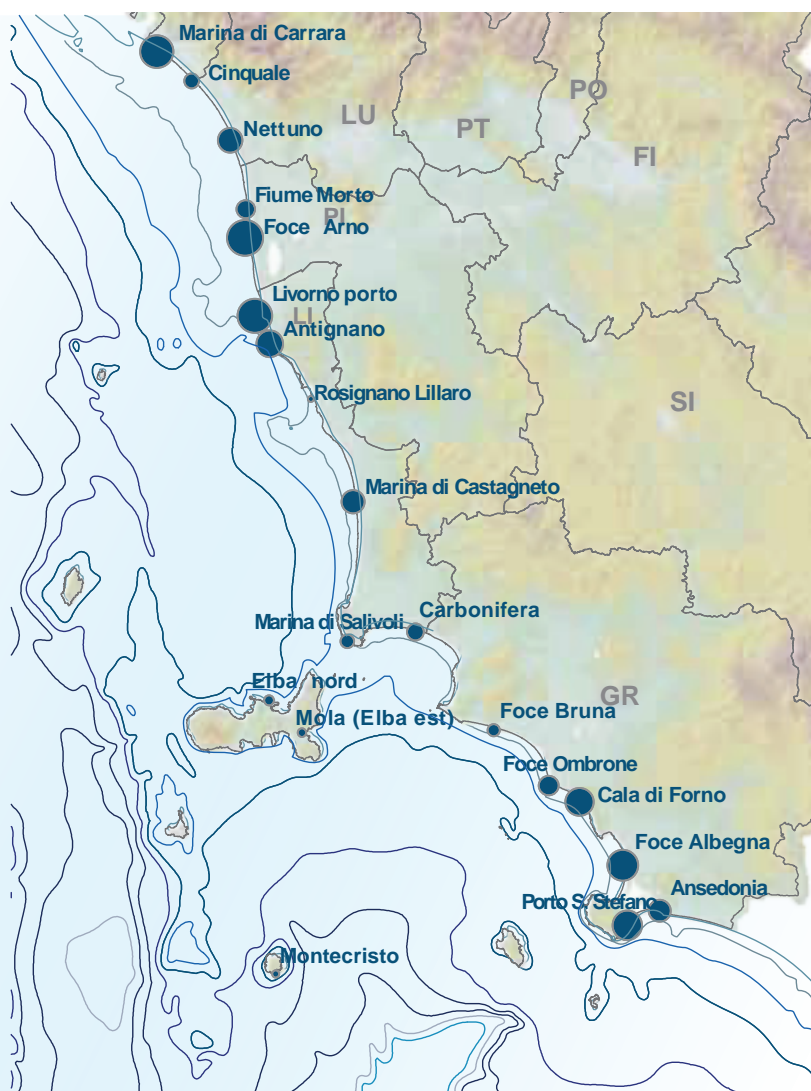 Marina di Carrara
Cinquale
PO
LU
PT
Nettuno
FI
Fiume Morto
PI
Foce Arno
Livorno porto
LI
Antignano
Rosignano Lillaro
SI
Marina di Castagneto
Carbonifera
Marina di Salivoli
Elba nord
GR
Foce Bruna
Mola (Elba est)
Foce Ombrone
Cala di Forno
Foce Albegna
Ansedonia
Porto S. Stefano
Montecristo